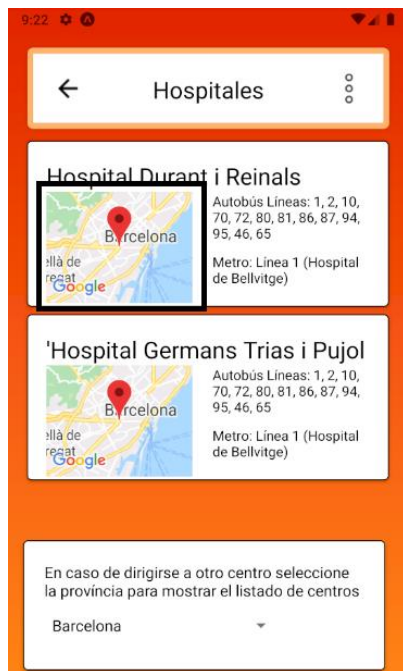 9:22
Hospitales
Hospital Durant i Reinals
Autobús Líneas: 1, 2, 10,
70, 72, 80, 81, 86, 87, 94,
95, 46, 65
Metro: Línea 1 (Hospital
de Bellvitge)
Barcelona
ellà de
regat
Google
'Hospital Germans Trias i Pujol
Autobús Líneas: 1, 2, 10,
70, 72, 80, 81, 86, 87, 94,
95, 46, 65
Metro: Línea 1 (Hospital
de Bellvitge)
Barcelona
ellà de
regat
Google
En caso de dirigirse a otro centro seleccione
la província para mostrar el listado de centros
Barcelona